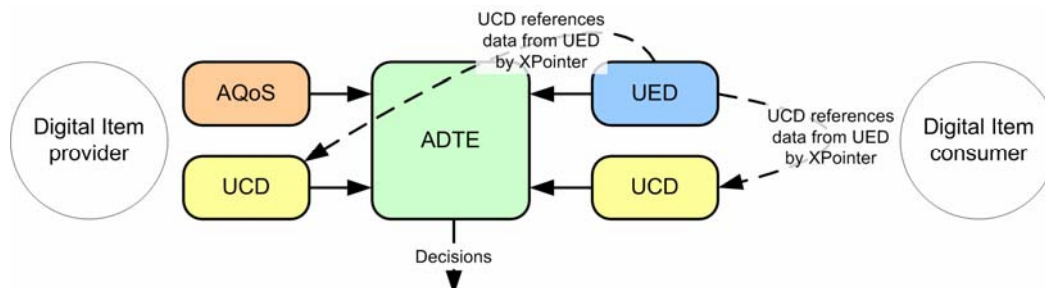 UCD references
data from UED
by XPointer
AQoS
UED
Digital Item
provider
ADTE
UCD references
data from UED
by XPointer
Digital Item
consumer
UCD
UCD
Decisions